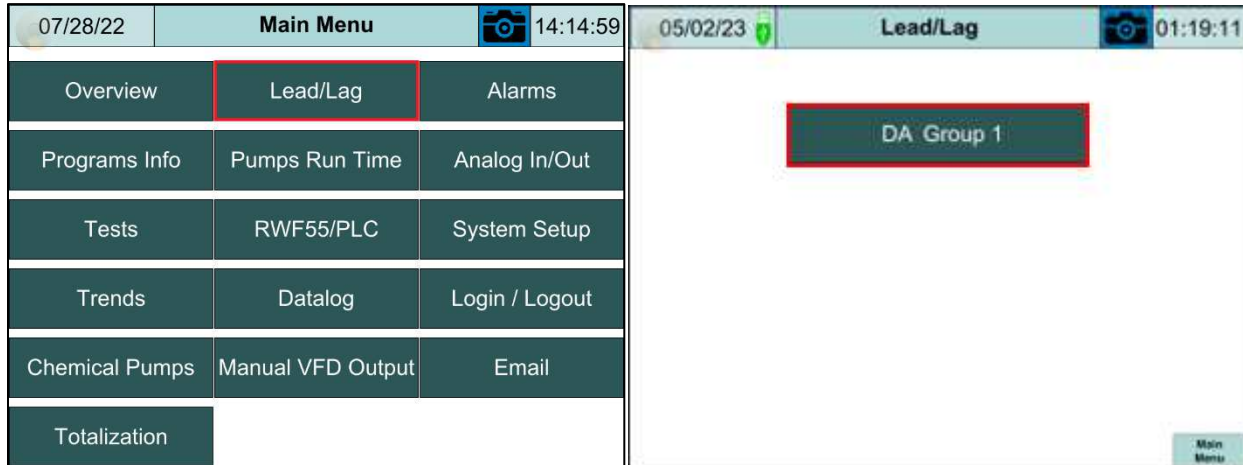 07/28/22 Main Menu 14:14:59
Overview Lead/Lag Alarms
Programs Info Pumps Run Time Analog In/Out
Tests RWF55/PLC System Setup
Trends Datalog Login / Logout
Chemical Pumps Manual VFD Output Email
Totalization
05/02/23 Lead/Lag 01:19:11
DA Group 1
Main
Menu